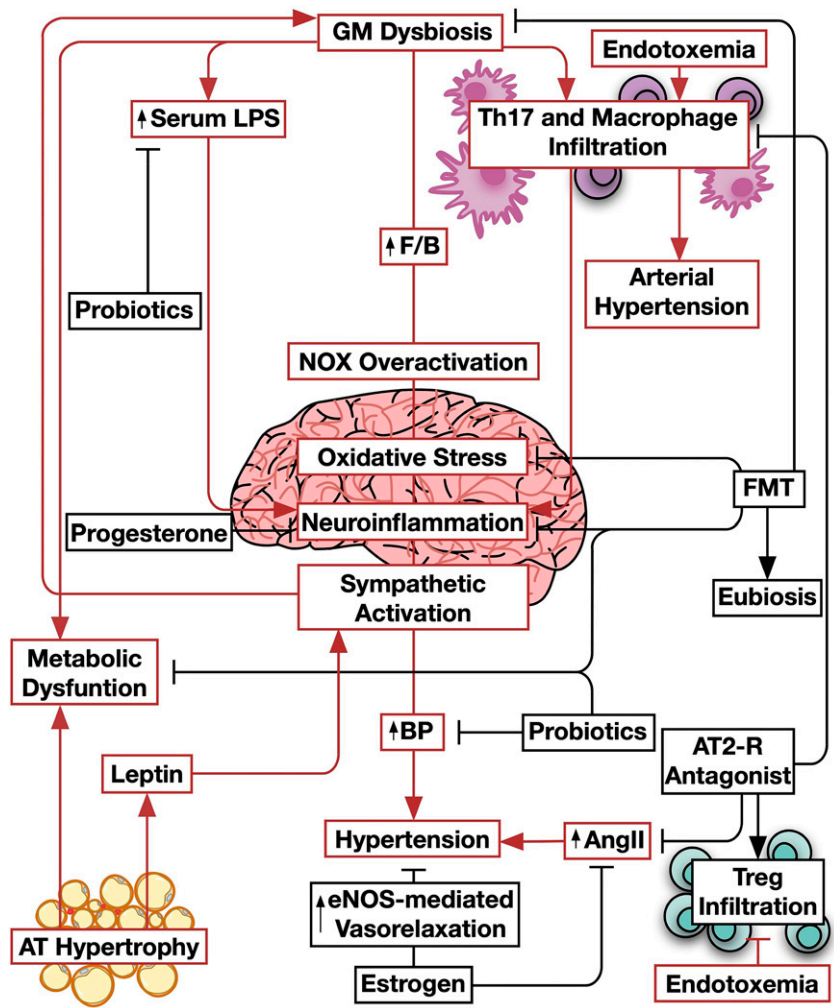 GM Dysbiosis
Endotoxemia
↑Serum LPS
Th17 and Macrophage
Infiltration
↑F/B
Arterial
Hypertension
Probiotics
NOX Overactivation
Oxidative Stress
FMT
Neuroinflammation
Progesterone
Sympathetic
Activation
Eubiosis
Metabolic
Dysfuntion
↑BP
Probiotics
AT2-R
Antagonist
Leptin
Hypertension
↑AngII
Treg
Infiltration
↑eNOS-mediated
Vasorelaxation
AT Hypertrophy
Estrogen
Endotoxemia